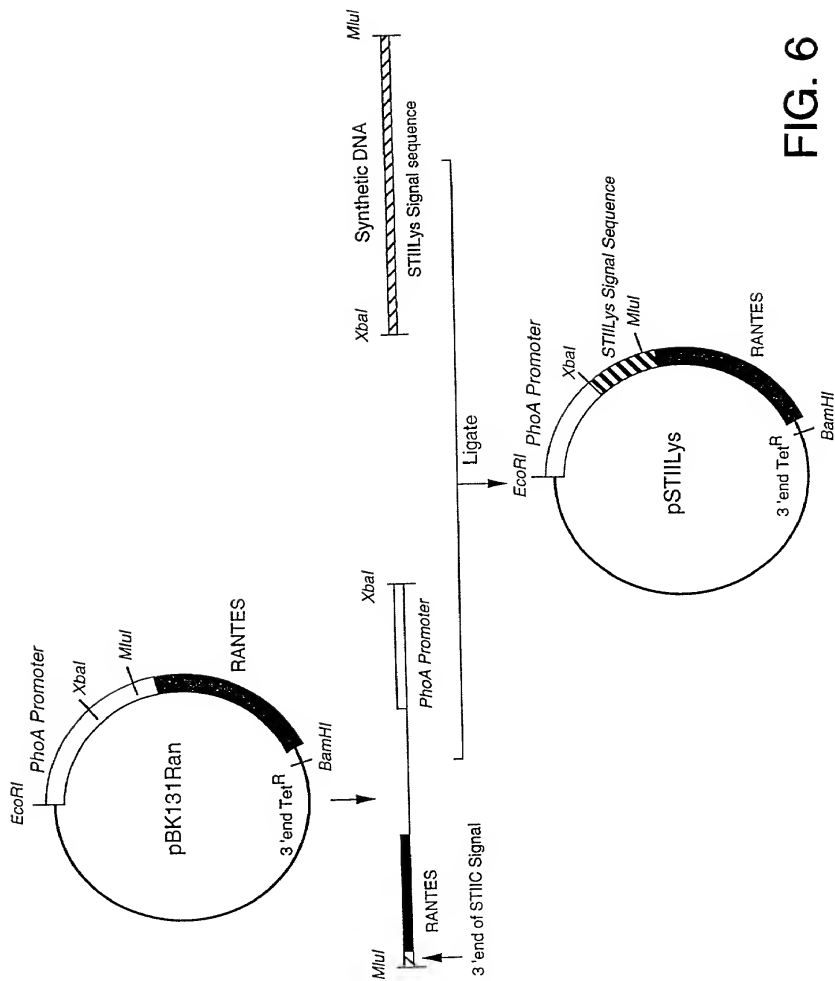 EcoRI
PhoA Promoter
XbaI
MluI
RANTES
BamHI
3 'end Tet^R
pBK131Ran
MluI
RANTES
3 'end of STIIC Signal
PhoA Promoter
XbaI
XbaI
Synthetic DNA
MluI
STIILys Signal sequence
Ligate
EcoRI
PhoA Promoter
XbaI
STIILys Signal Sequence
MluI
RANTES
BamHI
3 'end Tet^R
pSTIILys
FIG. 6